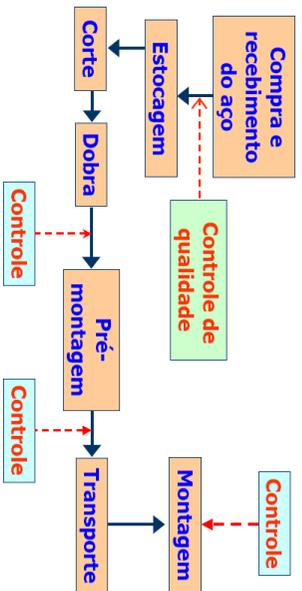 Compra e
recebimento
do aço
Estocagem
Controle de
qualidade
Corte
Dobra
Controle
Pré-
montagem
Controle
Transporte
Montagem
Controle